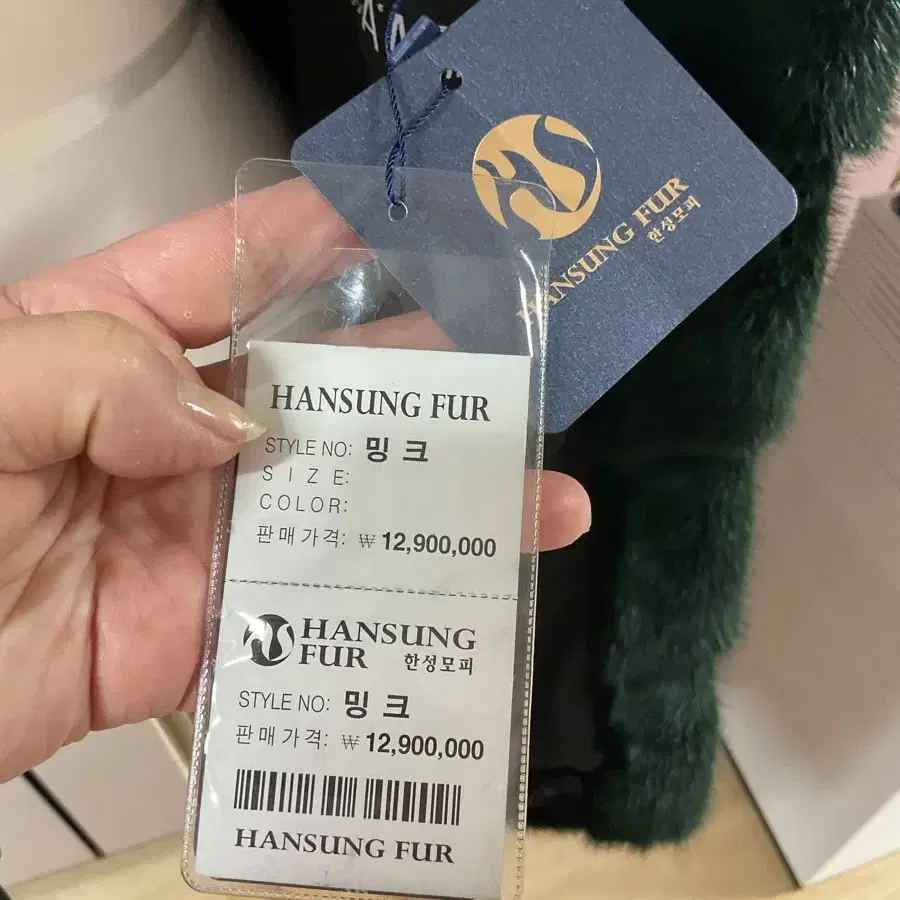 HANSUNG FUR
한성모피
HANSUNG FUR
STYLE NO: 밍크
SIZE:
COLOR:
판매가격: ₩ 12,900,000
HANSUNG
FUR 한성모피
STYLE NO: 밍크
판매가격: ₩ 12,900,000
HANSUNG FUR